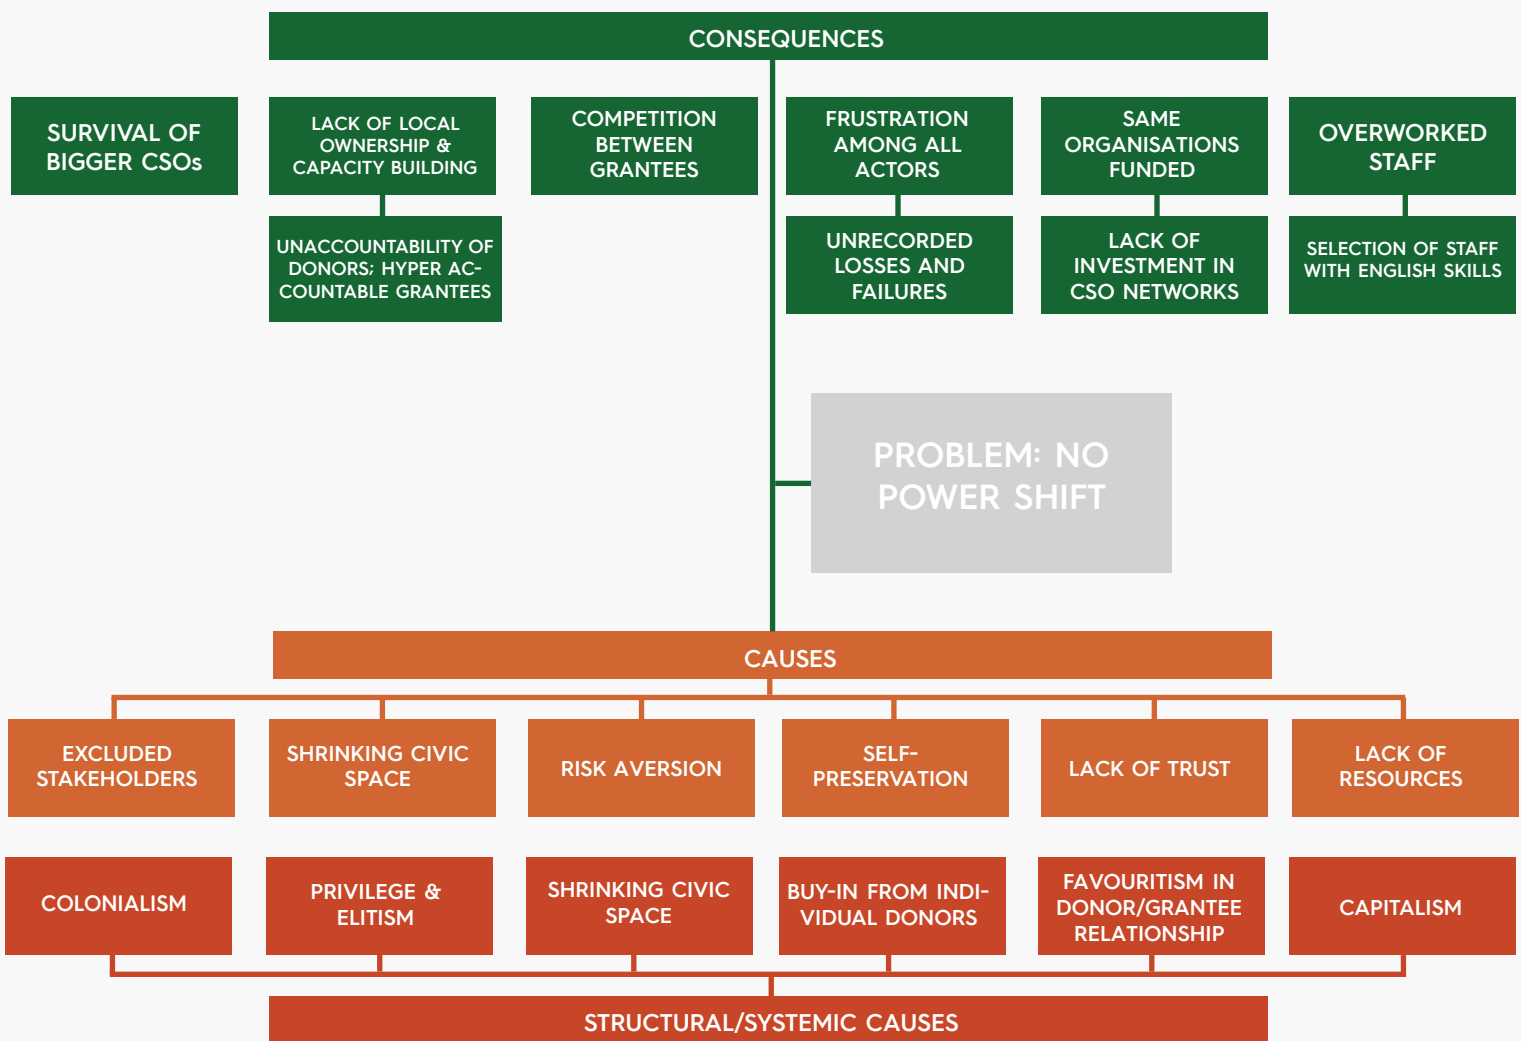 CONSEQUENCES
SURVIVAL OF
BIGGER CSOs
LACK OF LOCAL
OWNERSHIP &
CAPACITY BUILDING
COMPETITION
BETWEEN
GRANTEES
FRUSTRATION
AMONG ALL
ACTORS
SAME
ORGANISATIONS
FUNDED
OVERWORKED
STAFF
UNACCOUNTABILITY OF
DONORS; HYPER AC-
COUNTABLE GRANTEES
UNRECORDED
LOSSES AND
FAILURES
LACK OF
INVESTMENT IN
CSO NETWORKS
SELECTION OF STAFF
WITH ENGLISH SKILLS
PROBLEM: NO
POWER SHIFT
CAUSES
EXCLUDED
STAKEHOLDERS
SHRINKING CIVIC
SPACE
RISK AVERSION
SELF-
PRESERVATION
LACK OF TRUST
LACK OF
RESOURCES
COLONIALISM
PRIVILEGE &
ELITISM
SHRINKING CIVIC
SPACE
BUY-IN FROM INDI-
VIDUAL DONORS
FAVOURITISM IN
DONOR/GRANTEE
RELATIONSHIP
CAPITALISM
STRUCTURAL/SYSTEMIC CAUSES